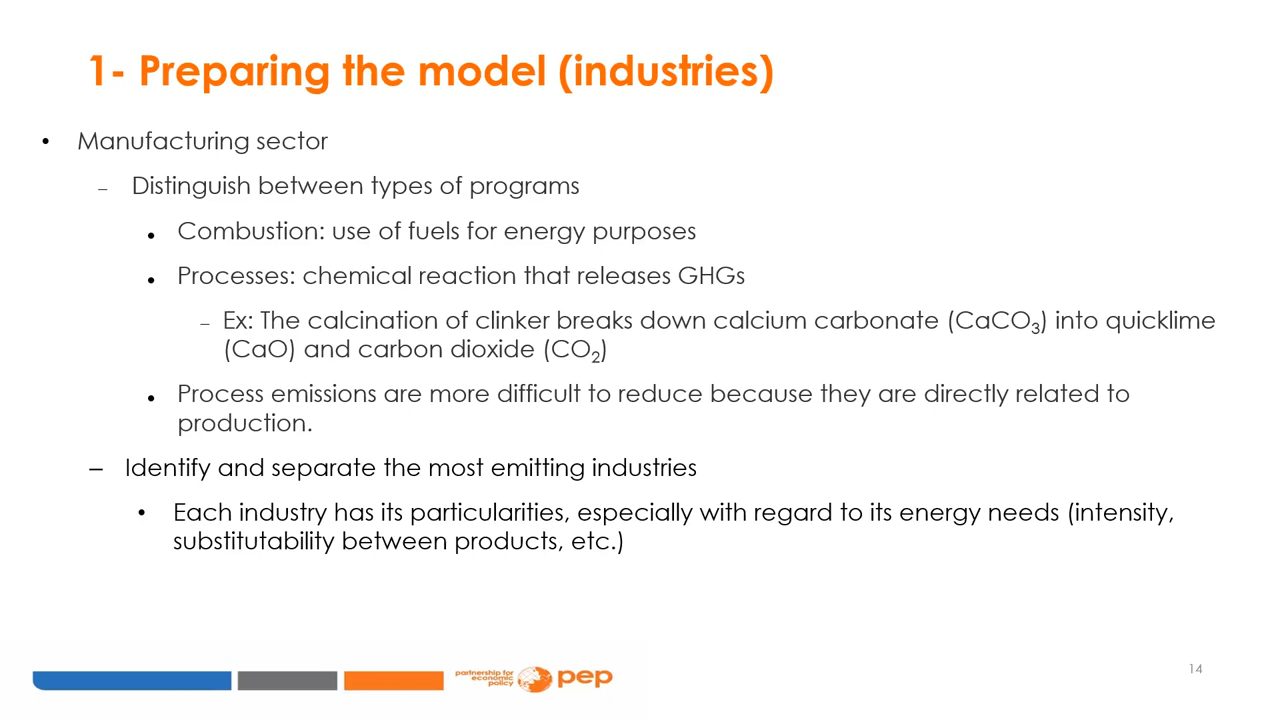 1- Preparing the model (industries)
• Manufacturing sector
– Distinguish between types of programs
• Combustion: use of fuels for energy purposes
• Processes: chemical reaction that releases GHGs
– Ex: The calcination of clinker breaks down calcium carbonate (CaCO₃) into quicklime
(CaO) and carbon dioxide (CO₂)
• Process emissions are more difficult to reduce because they are directly related to
production.
– Identify and separate the most emitting industries
• Each industry has its particularities, especially with regard to its energy needs (intensity,
substitutability between products, etc.)
partnership for
economic
policy
pep
14